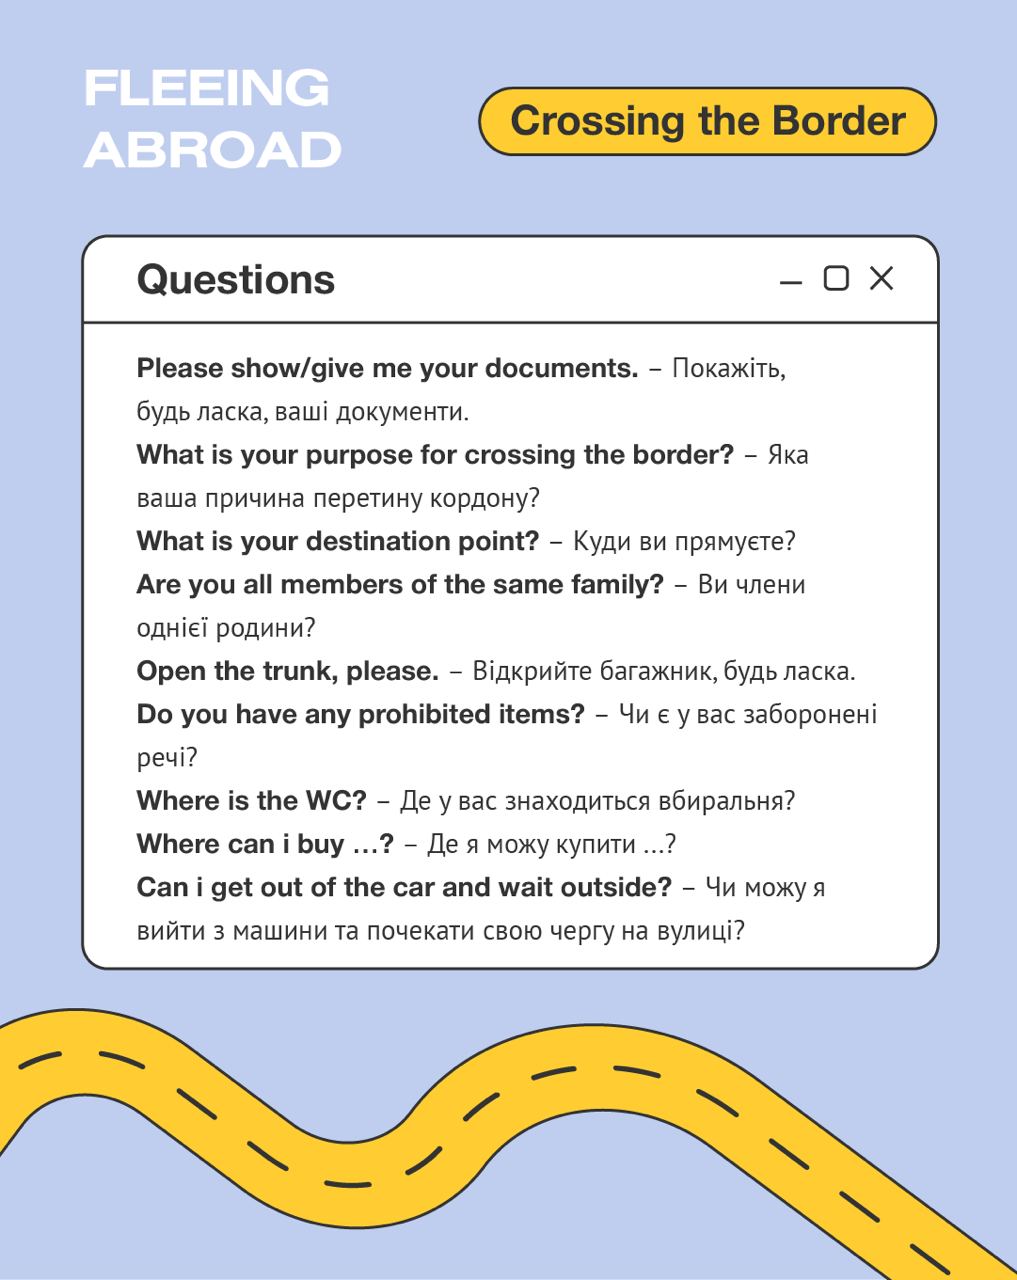 FLEEING
ABROAD
Crossing the Border
Questions
Please show/give me your documents. – Покажіть,
будь ласка, ваші документи.
What is your purpose for crossing the border? – Яка
ваша причина перетину кордону?
What is your destination point? – Куди ви прямуєте?
Are you all members of the same family? – Ви члени
однієї родини?
Open the trunk, please. – Відкрийте багажник, будь ласка.
Do you have any prohibited items? – Чи є у вас заборонені
речі?
Where is the WC? – Де у вас знаходиться вбиральня?
Where can i buy …? – Де я можу купити …?
Can i get out of the car and wait outside? – Чи можу я
вийти з машини та почекати свою чергу на вулиці?